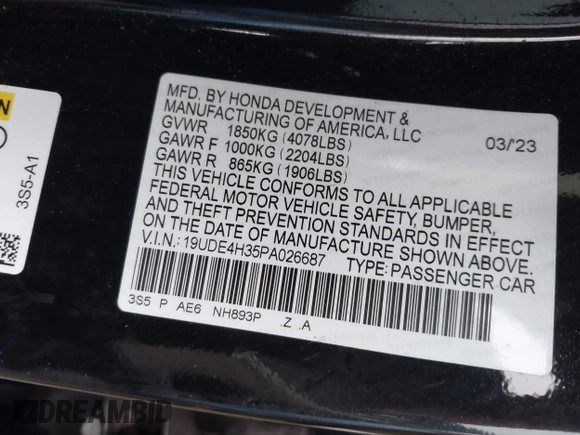 MFD. BY HONDA DEVELOPMENT &
MANUFACTURING OF AMERICA, LLC
03/'23
GVWR 1850KG (4078LBS)
GAWR F 1000KG (2204LBS)
GAWR R 865KG (1906LBS)
THIS VEHICLE CONFORMS TO ALL APPLICABLE
FEDERAL MOTOR VEHICLE SAFETY, BUMPER,
AND THEFT PREVENTION STANDARDS IN EFFECT
ON THE DATE OF MANUFACTURE SHOWN ABOVE.
V.I.N.: 19UDE4H35PA026687 TYPE: PASSENGER CAR
3S5 P AE6 NH893P .Z .A
N
3S5-A1
DREAMBID